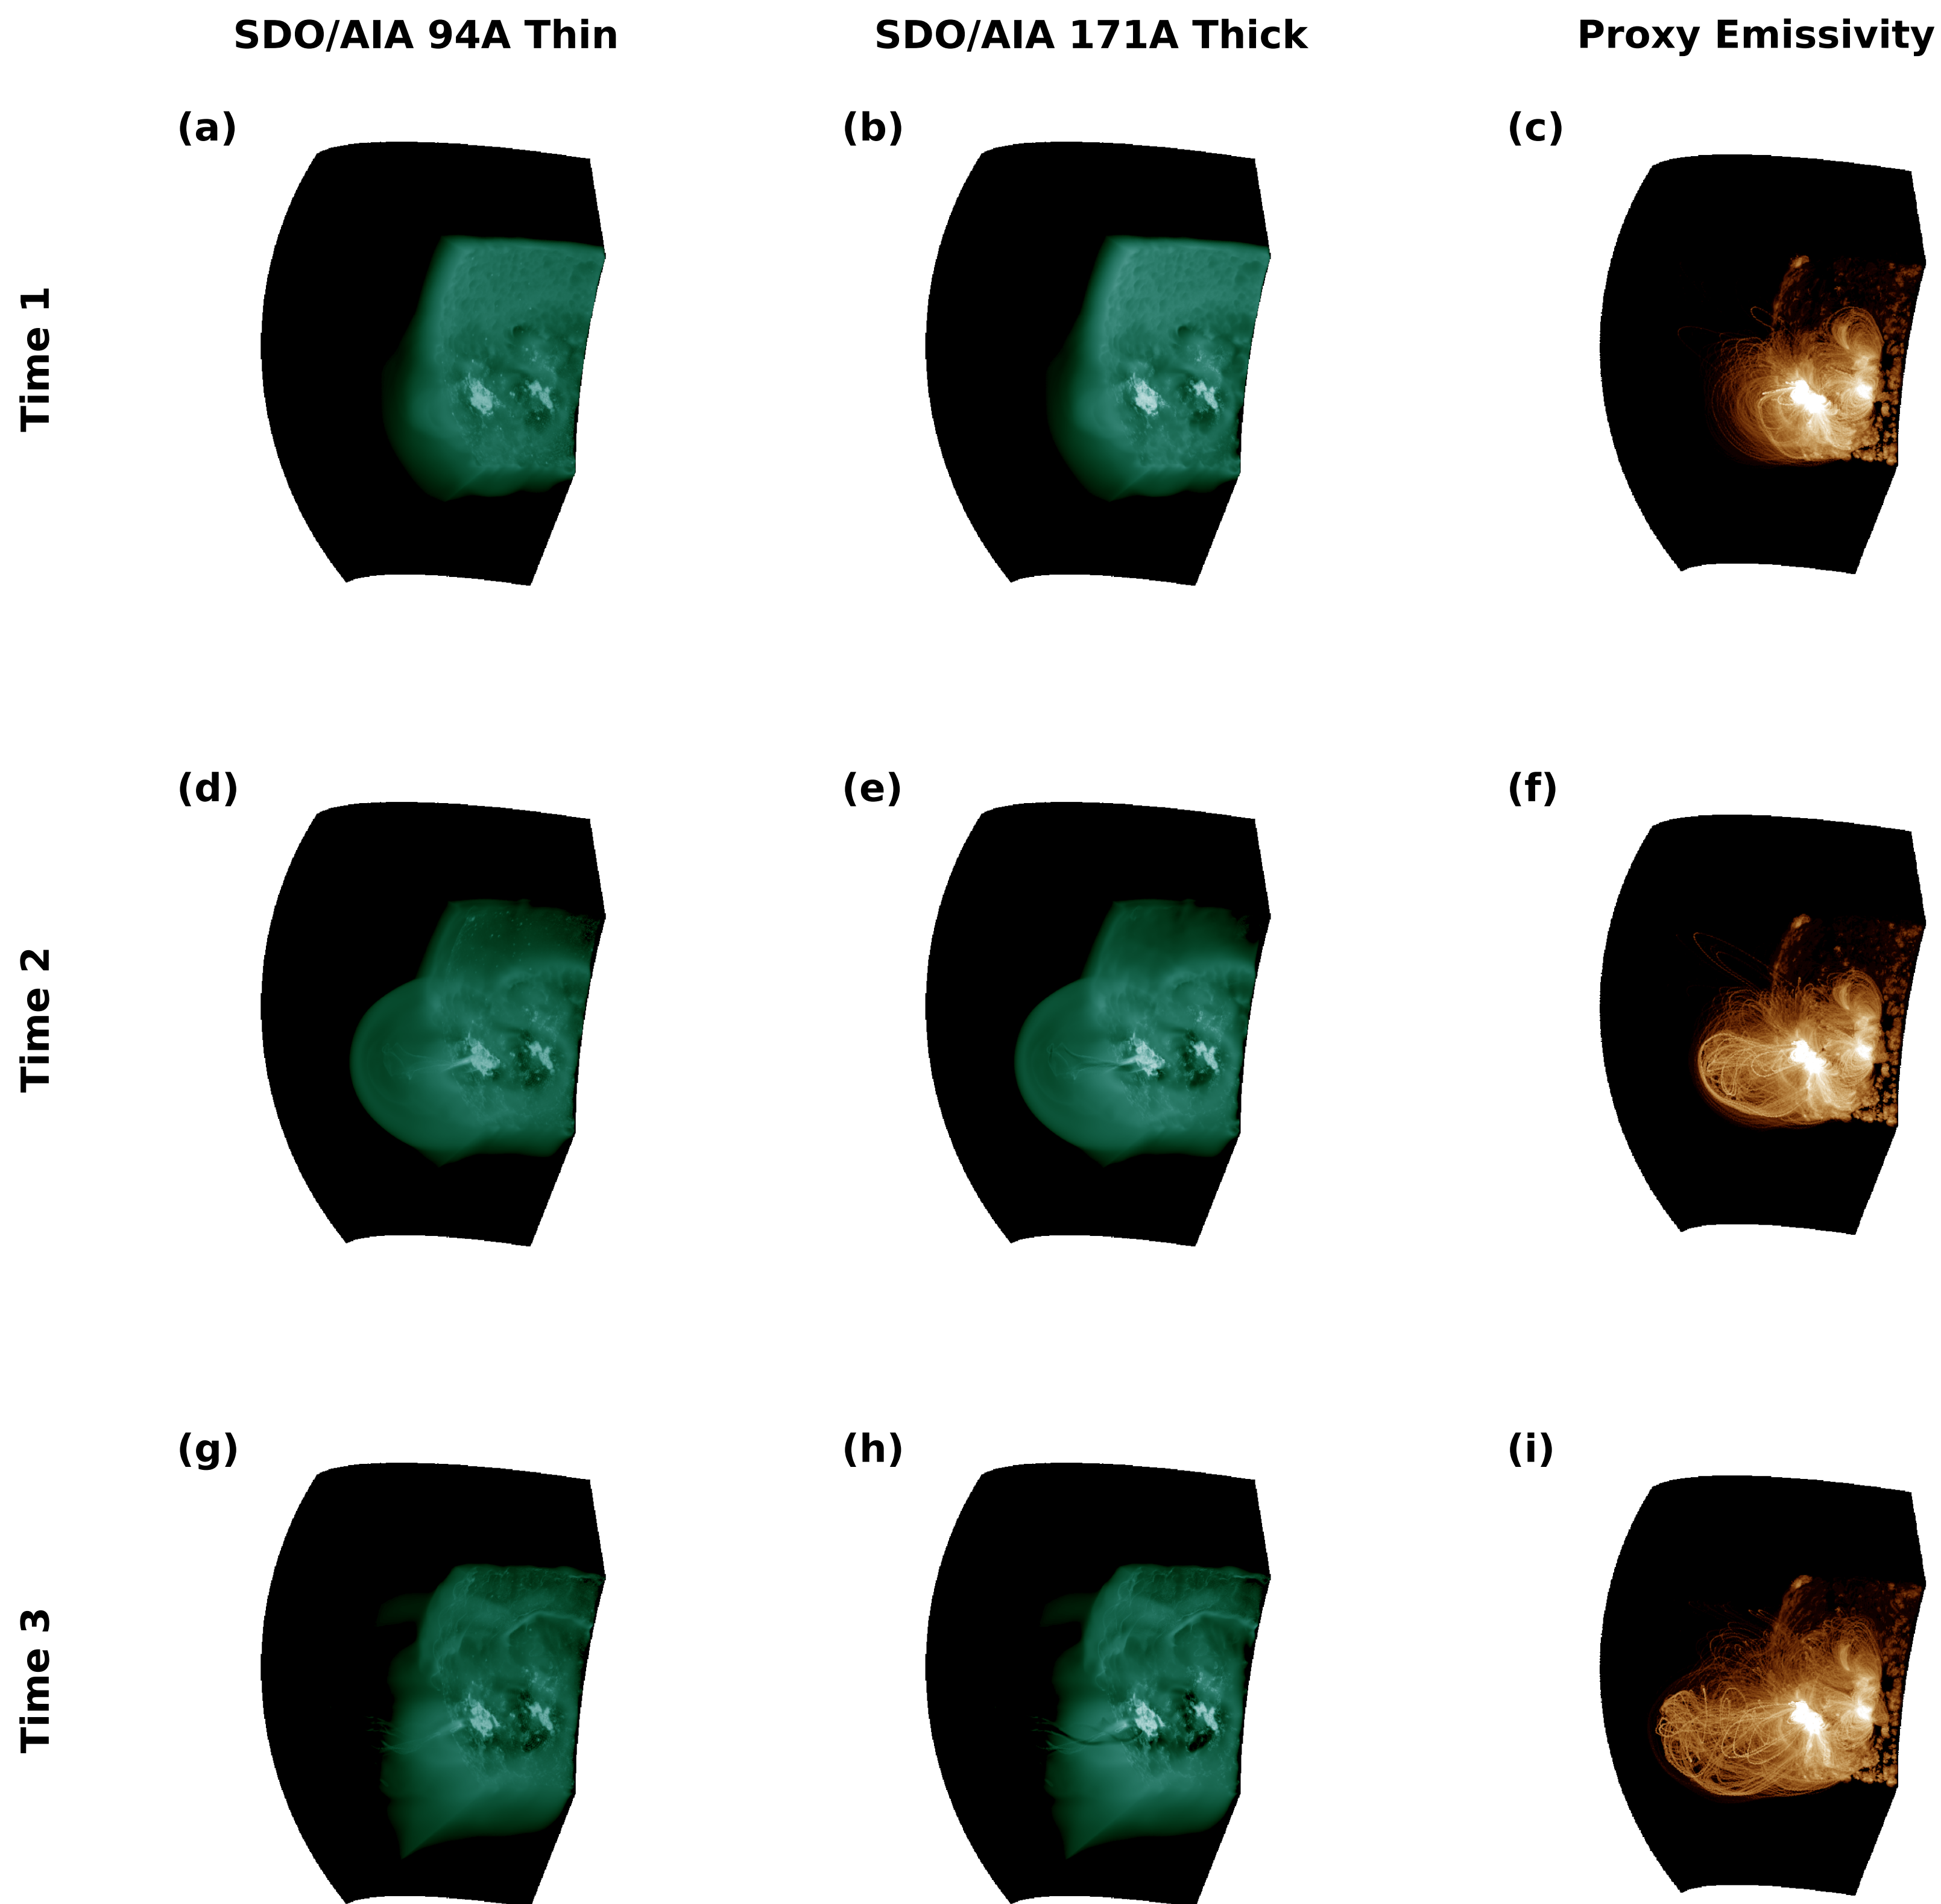 SDO/AIA 94A Thin
SDO/AIA 171A Thick
Proxy Emissivity
Time 1
(a)
(b)
(c)
Time 2
(d)
(e)
(f)
Time 3
(g)
(h)
(i)